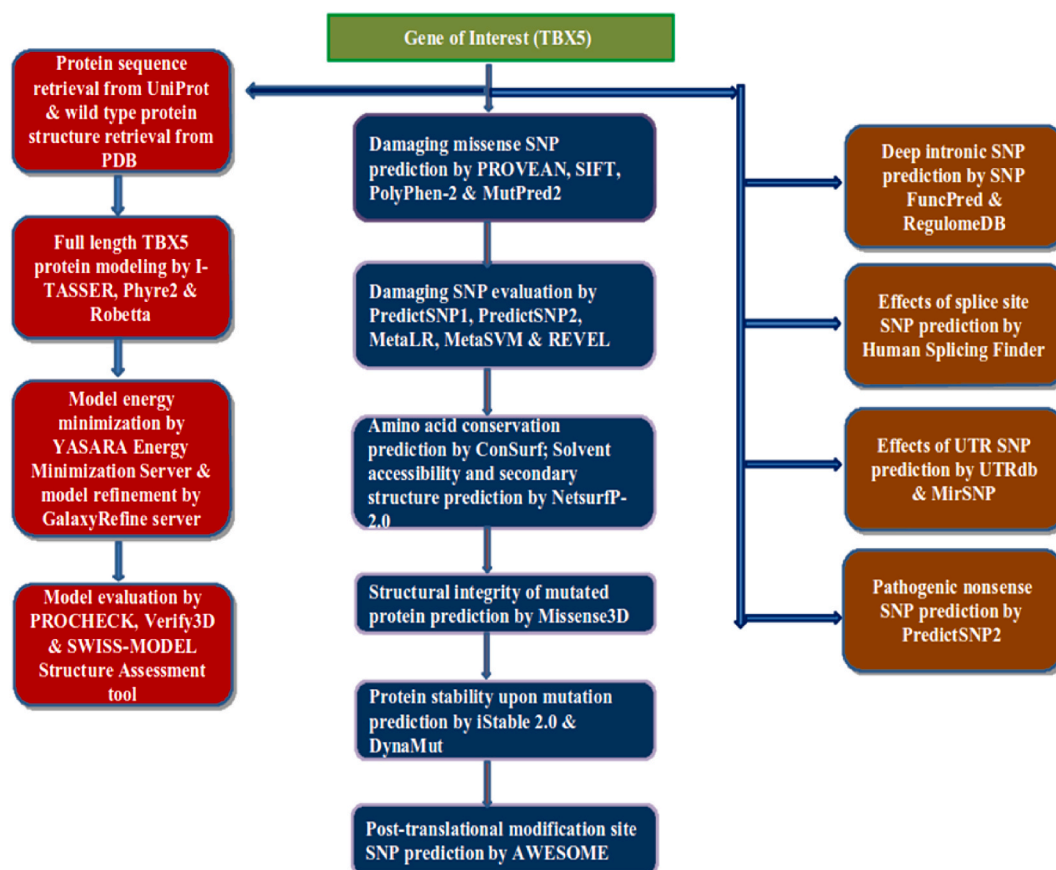 Gene of Interest (TBX5)
Protein sequence
retrieval from UniProt
& wild type protein
structure retrieval from
PDB
Full length TBX5
protein modeling by I-
TASSER, Phyre2 &
Robetta
Model energy
minimization by
YASARA Energy
Minimization Server &
model refinement by
GalaxyRefine server
Model evaluation by
PROCHECK, Verify3D
& SWISS-MODEL
Structure Assessment
tool
Damaging missense SNP
prediction by PROVEAN, SIFT,
PolyPhen-2 & MutPred2
Damaging SNP evaluation by
PredictSNP1, PredictSNP2,
MetaLR, MetaSVM & REVEL
Amino acid conservation
prediction by ConSurf; Solvent
accessibility and secondary
structure prediction by NetsurfP-
2.0
Structural integrity of mutated
protein prediction by Missense3D
Protein stability upon mutation
prediction by iStable 2.0 &
DynaMut
Post-translational modification site
SNP prediction by AWESOME
Deep intronic SNP
prediction by SNP
FuncPred &
RegulomeDB
Effects of splice site
SNP prediction by
Human Splicing Finder
Effects of UTR SNP
prediction by UTRdb
& MirSNP
Pathogenic nonsense
SNP prediction by
PredictSNP2